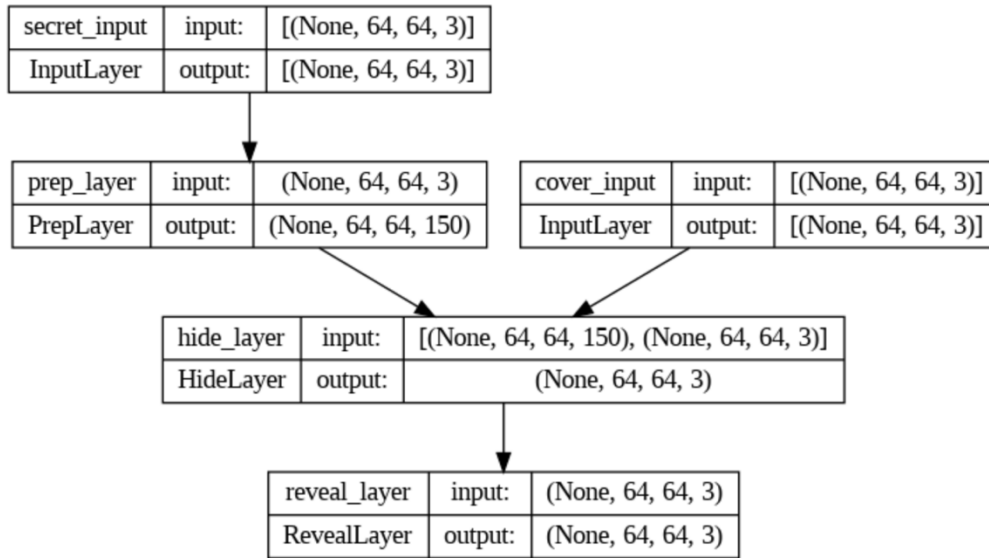 secret_input input: [(None, 64, 64, 3)]
InputLayer output: [(None, 64, 64, 3)]
prep_layer input: (None, 64, 64, 3)
PrepLayer output: (None, 64, 64, 150)
cover_input input: [(None, 64, 64, 3)]
InputLayer output: [(None, 64, 64, 3)]
hide_layer input: [(None, 64, 64, 150), (None, 64, 64, 3)]
HideLayer output: (None, 64, 64, 3)
reveal_layer input: (None, 64, 64, 3)
RevealLayer output: (None, 64, 64, 3)